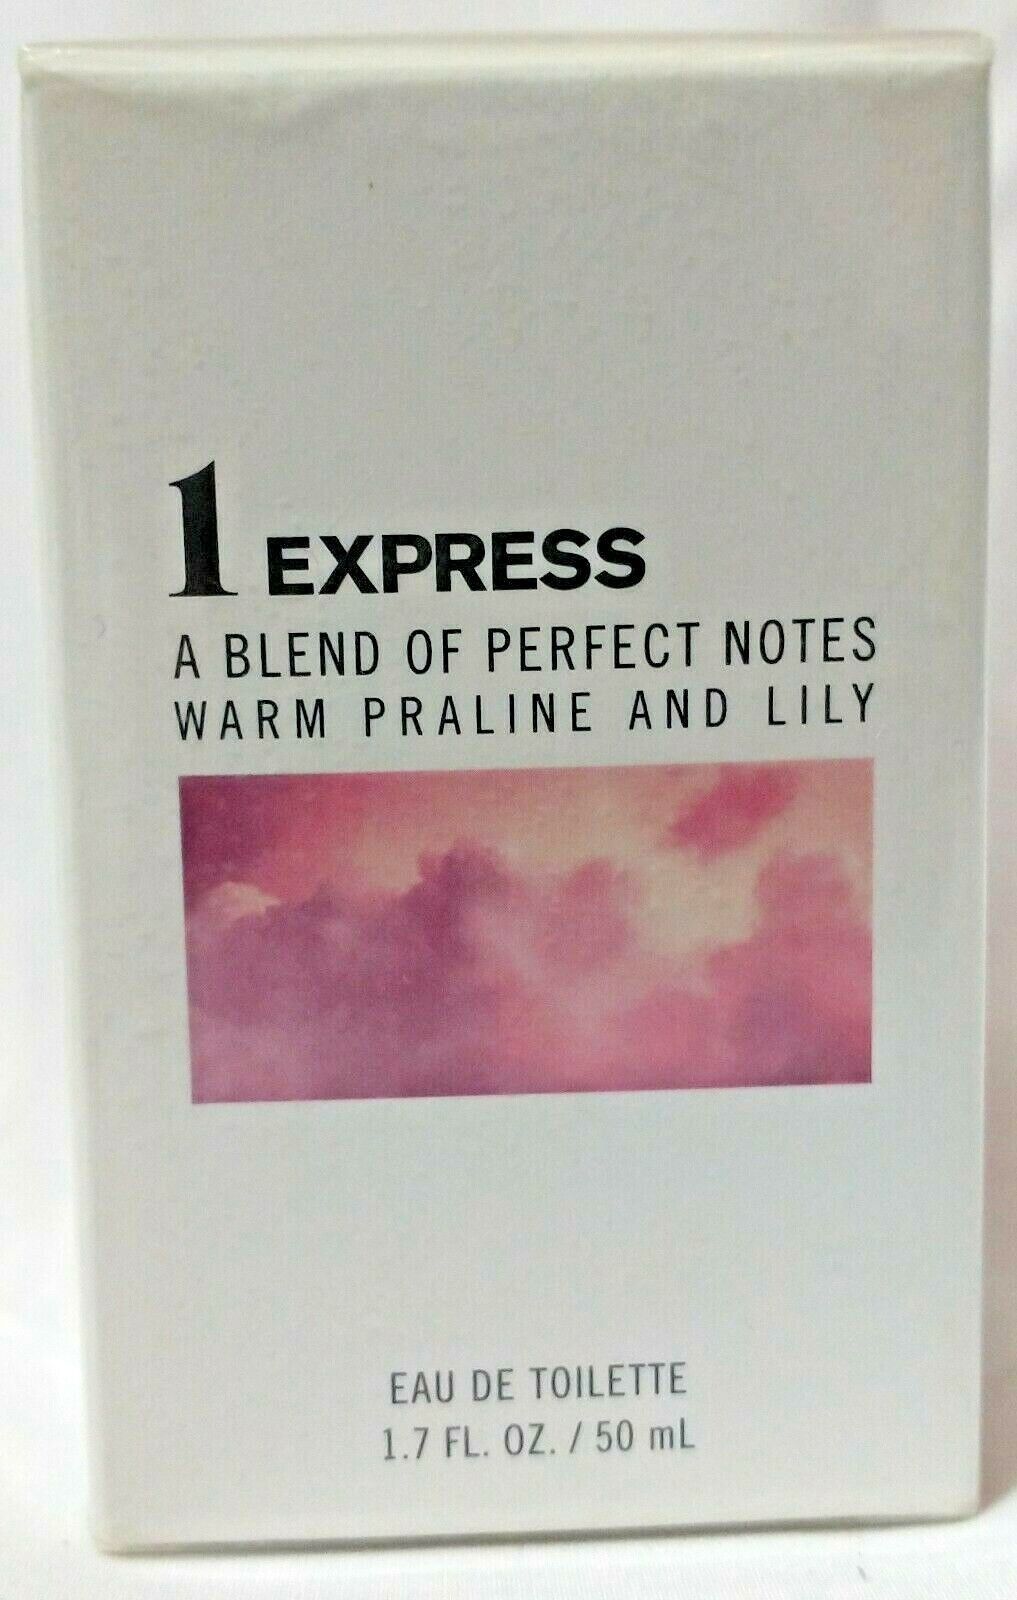 1 EXPRESS
A BLEND OF PERFECT NOTES
WARM PRALINE AND LILY
EAU DE TOILETTE
1.7 FL. OZ. / 50 mL